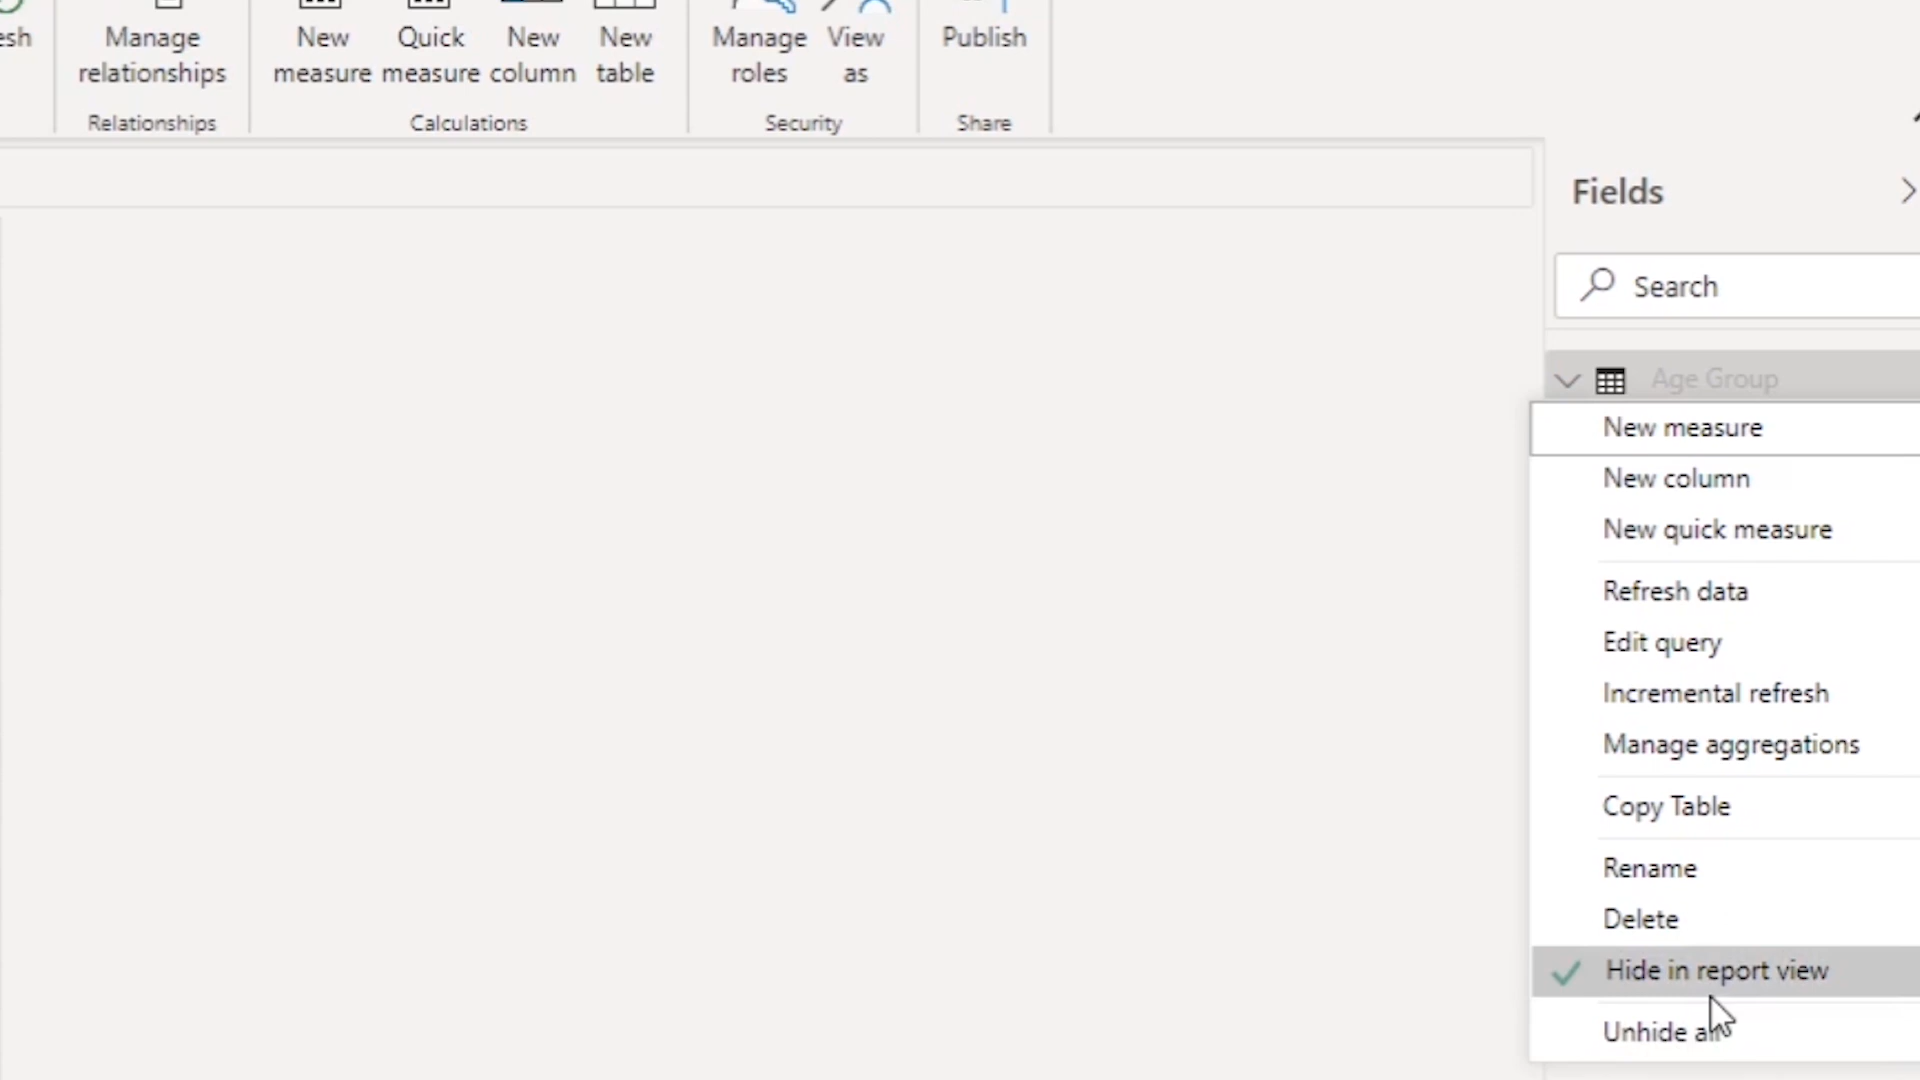 esh
Manage
relationships
New
measure
Quick
measure
New
column
New
table
Manage
roles
View
as
Publish
Relationships
Calculations
Security
Share
Fields
Search
Age Group
New measure
New column
New quick measure
Refresh data
Edit query
Incremental refresh
Manage aggregations
Copy Table
Rename
Delete
Hide in report view
Unhide all